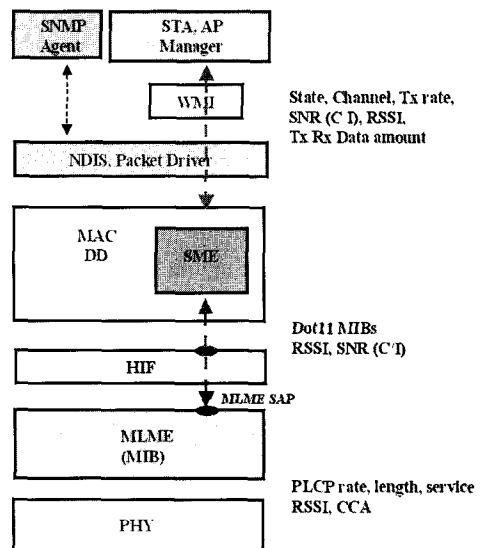 SNMP
Agent
STA, AP
Manager
WMI
State, Channel, Tx rate,
SNR (C I), RSSI,
Tx Rx Data amount
NDIS, Packet Driver
MAC
DD
SME
Dot11 MIBs
RSSI, SNR (C/I)
HIF
MLME SAP
MLME
(MIB)
PLCP rate, length, service
RSSI, CCA
PHY